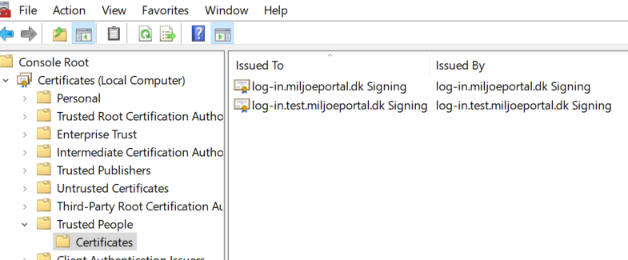 File Action View Favorites Window Help
Console Root
Certificates (Local Computer)
Personal
Trusted Root Certification Autho
Enterprise Trust
Intermediate Certification Autho
Trusted Publishers
Untrusted Certificates
Third-Party Root Certification Au
Trusted People
Certificates
Client Authentication Issuers
Issued To Issued By
log-in.miljoeportal.dk Signing log-in.miljoeportal.dk Signing
log-in.test.miljoeportal.dk Signing log-in.test.miljoeportal.dk Signing